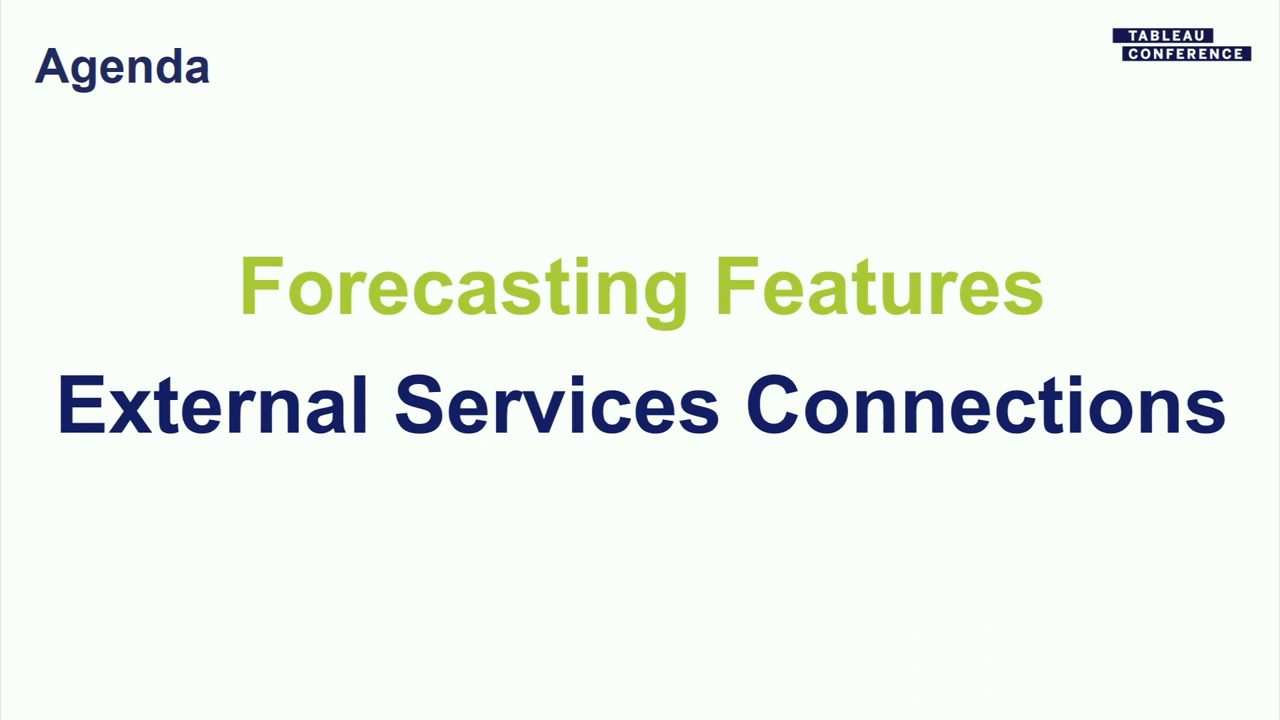 Agenda
TABLEAU
CONFERENCE
Forecasting Features
External Services Connections